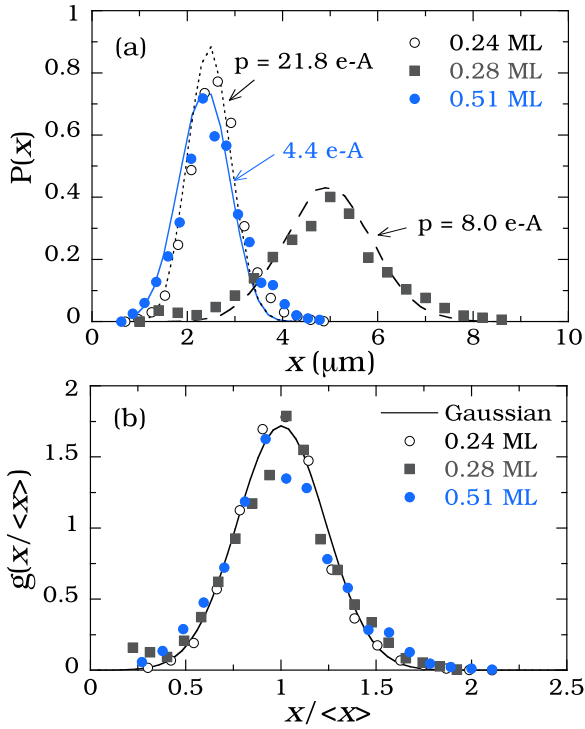 (a)
0.24 ML
0.28 ML
0.51 ML
p = 21.8 e-A
4.4 e-A
p = 8.0 e-A
P(x)
1
0.8
0.6
0.4
0.2
0
0 2 4 6 8 10
x (μm)
(b)
Gaussian
0.24 ML
0.28 ML
0.51 ML
g(x/<x>)
2
1.5
1
0.5
0
0 0.5 1 1.5 2 2.5
x/<x>